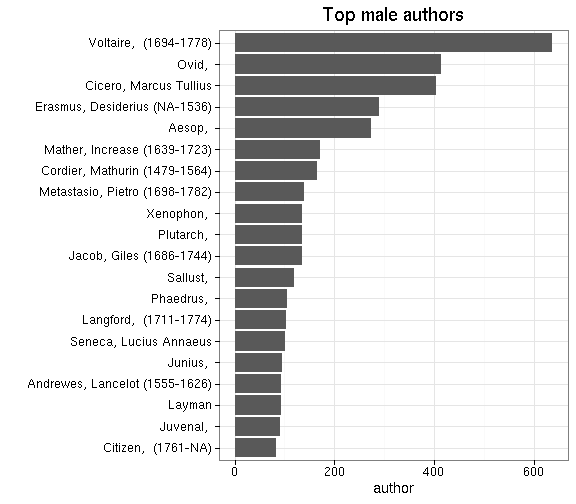 Top male authors
Voltaire,  (1694-1778)
Ovid,
Cicero, Marcus Tullius
Erasmus, Desiderius (NA-1536)
Aesop,
Mather, Increase (1639-1723)
Cordier, Mathurin (1479-1564)
Metastasio, Pietro (1698-1782)
Xenophon,
Plutarch,
Jacob, Giles (1686-1744)
Sallust,
Phaedrus,
Langford,  (1711-1774)
Seneca, Lucius Annaeus
Junius,
Andrewes, Lancelot (1555-1626)
Layman
Juvenal,
Citizen,  (1761-NA)
0 200 400 600
author